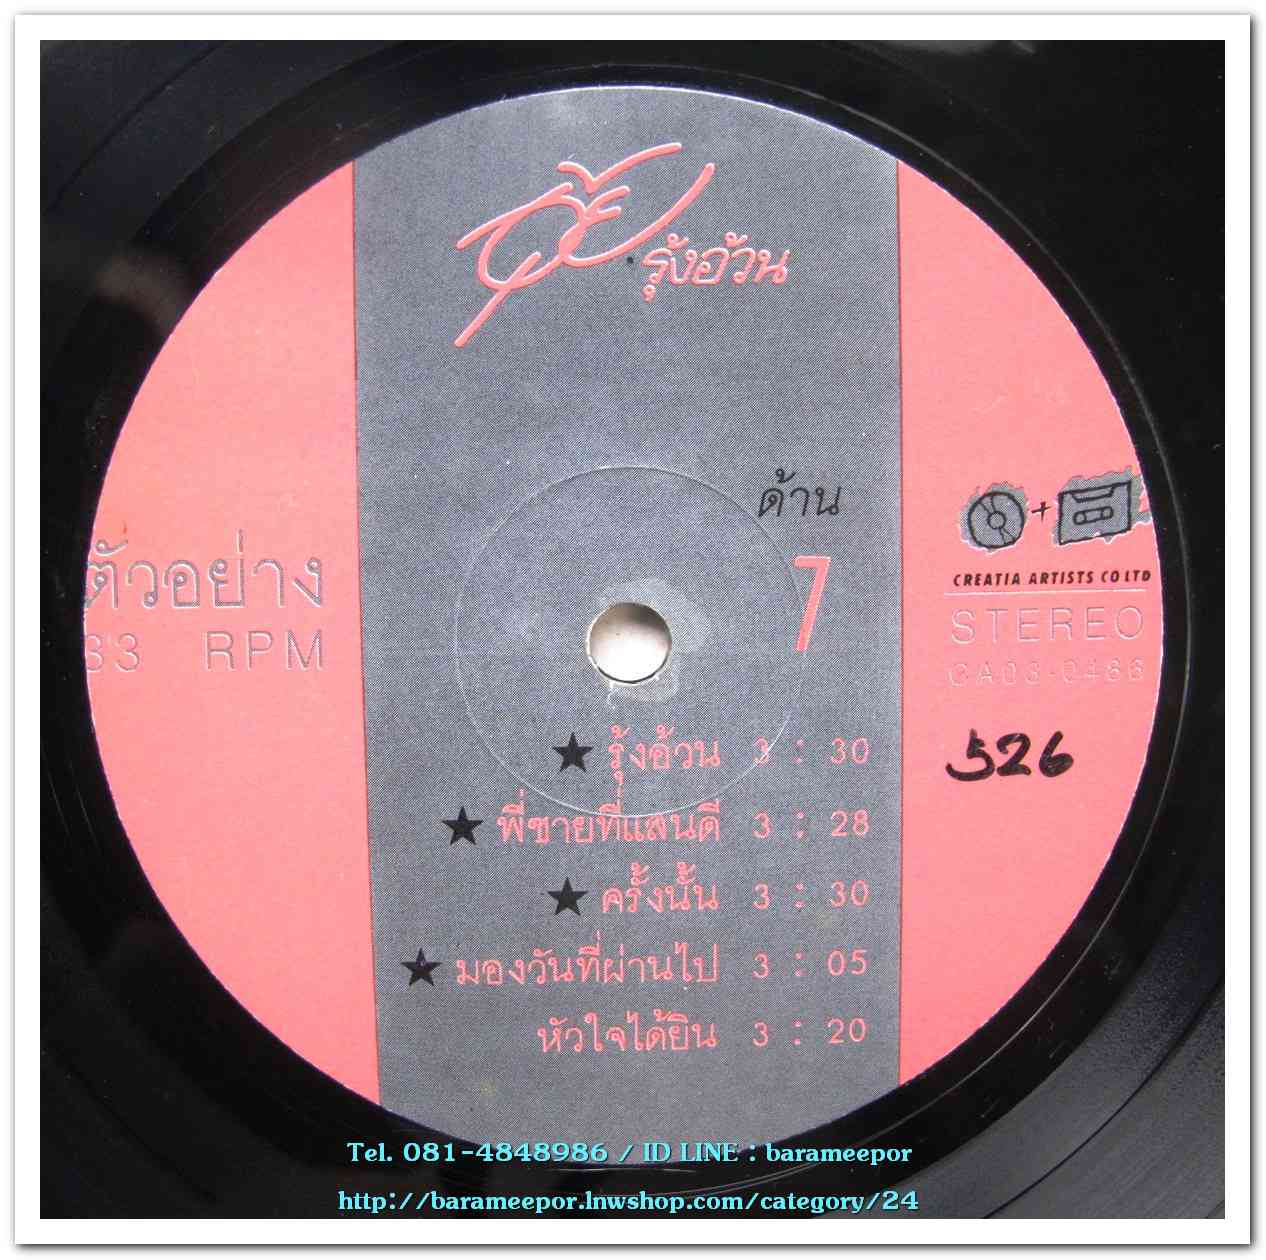 ปุ้ย
รุ้งอ้วน
ด้าน
1
ตัวอย่าง
33 RPM
+
CREATIA ARTISTS CO LTD
STEREO
CA03-0486
526
★ รุ้งอ้วน 3 : 30
★ พี่ชายที่แสนดี 3 : 28
★ ครั้งนั้น 3 : 30
★ มองวันที่ผ่านไป 3 : 05
หัวใจได้ยิน 3 : 20
Tel. 081-4848986 / ID LINE : barameepor
http://barameepor.lnwshop.com/category/24